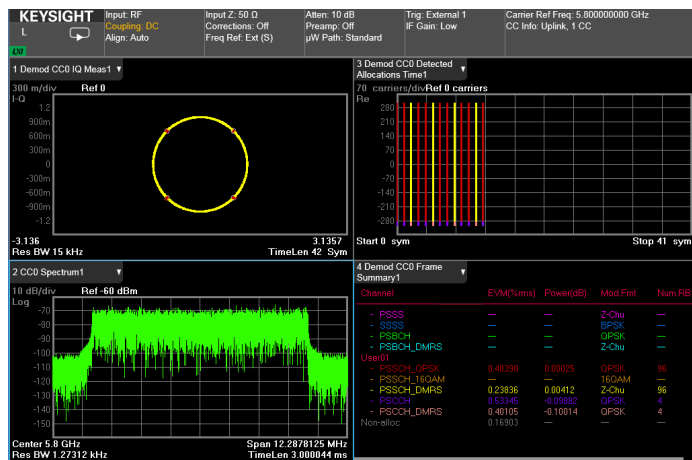 KEYSIGHT
L
LXI
Input: RF
Coupling: DC
Align: Auto
Input Z: 50 Ω
Corrections: Off
Freq Ref: Ext (S)
Atten: 10 dB
Preamp: Off
µW Path: Standard
Trig: External 1
IF Gain: Low
Carrier Ref Freq: 5.800000000 GHz
CC Info: Uplink, 1 CC
1 Demod CC0 IQ Meas1
300 m/div Ref 0
I-Q
1.2
900m
600m
300m
0
-300m
-600m
-900m
-1.2
-3.136 3.1357
Res BW 15 kHz TimeLen 42 Sym
3 Demod CC0 Detected
Allocations Time1
70 carriers/div Ref 0 carriers
Re
280
210
140
70
0
-70
-140
-210
-280
Start 0 sym Stop 41 sym
2 CC0 Spectrum1
10 dB/div Ref -60 dBm
Log
-70
-80
-90
-100
-110
-120
-130
-140
-150
Center 5.8 GHz Span 12.2878125 MHz
Res BW 1.27312 kHz TimeLen 3.000044 ms
4 Demod CC0 Frame
Summary1
Channel EVM(%rms) Power(dB) Mod.Fmt Num.RB
- PSSS — — Z-Chu —
- SSSS — — BPSK —
- PSBCH — — QPSK —
- PSBCH_DMRS — — Z-Chu —
User01
- PSSCH_QPSK 0.00025 QPSK 96
- PSSCH_16QAM — — 16QAM —
- PSSCH_DMRS 0.23836 0.00412 Z-Chu 96
- PSCCH 0.53345 -0.09882 QPSK 4
- PSCCH_DMRS 0.40105 -0.10014 QPSK 4
Non-alloc 0.16903 — — —